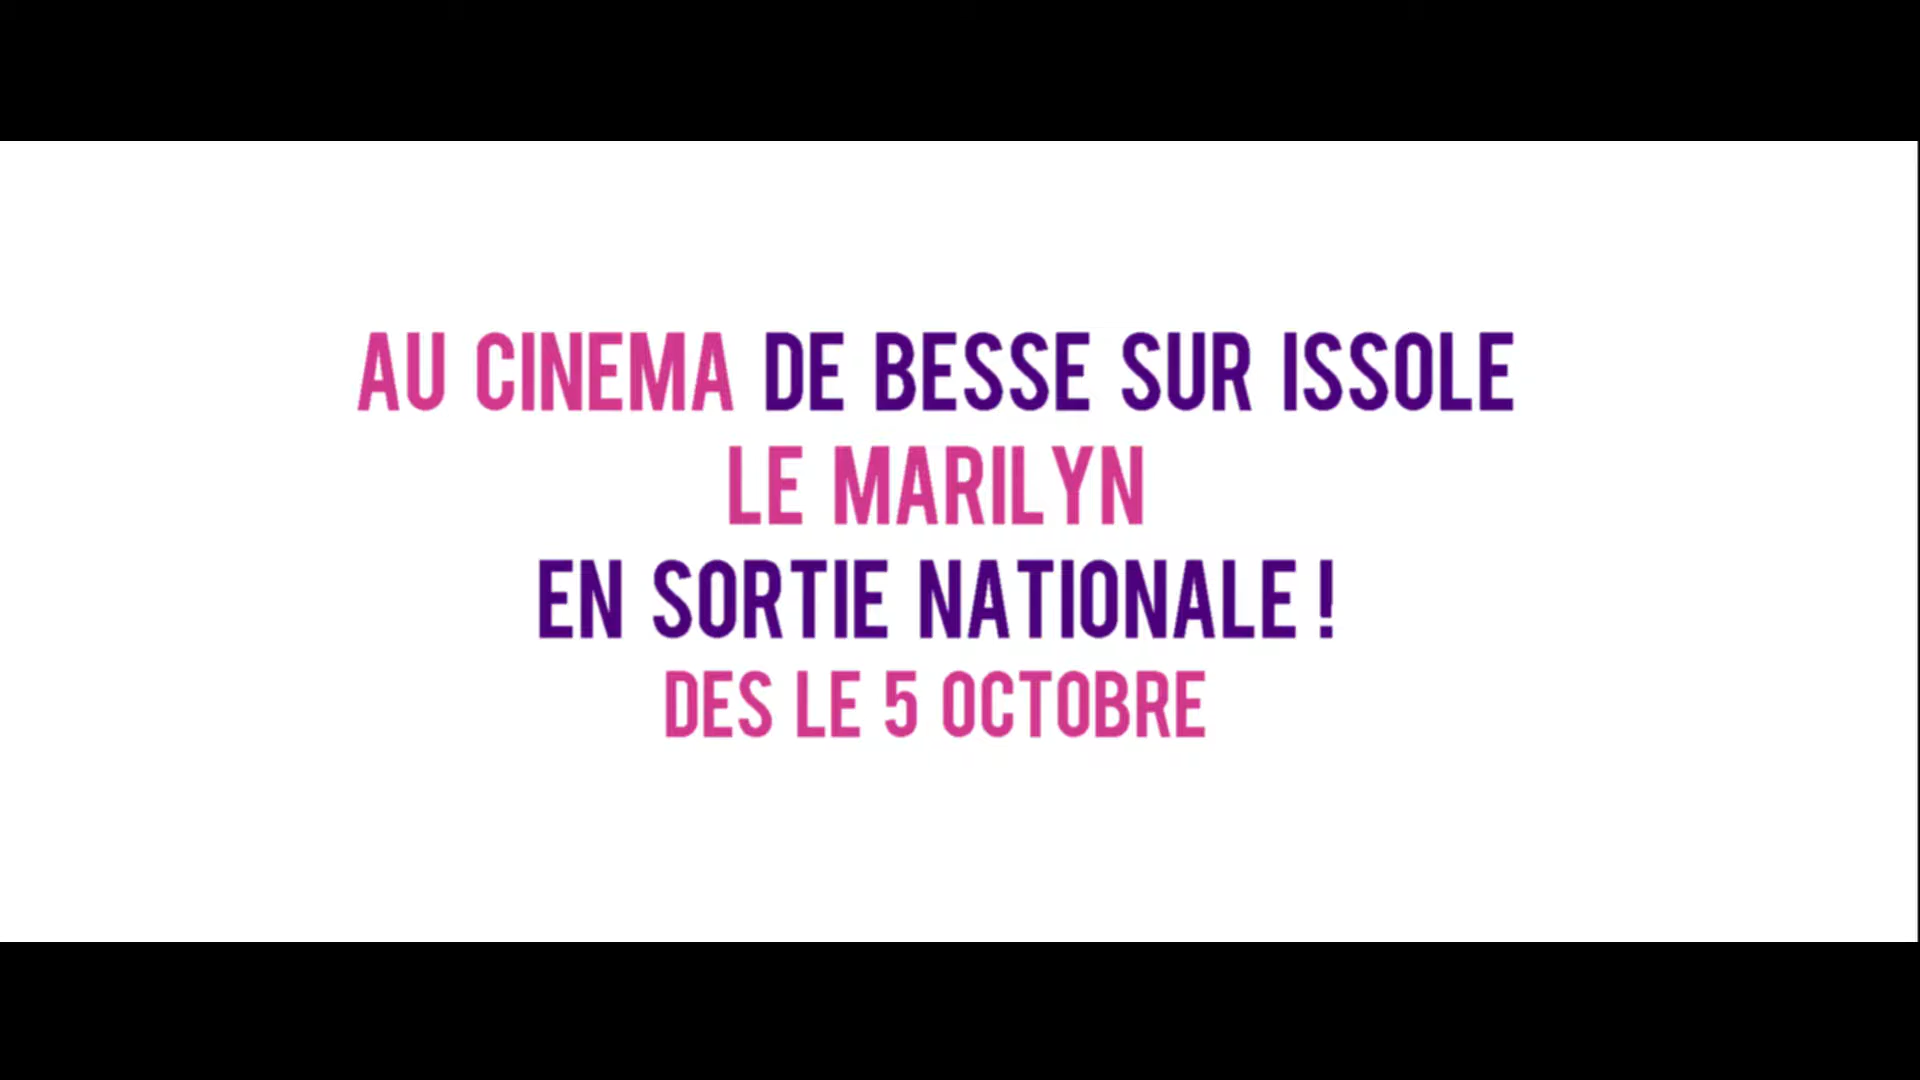 AU CINEMA DE BESSE SUR ISSOLE
LE MARILYN
EN SORTIE NATIONALE !
DES LE 5 OCTOBRE